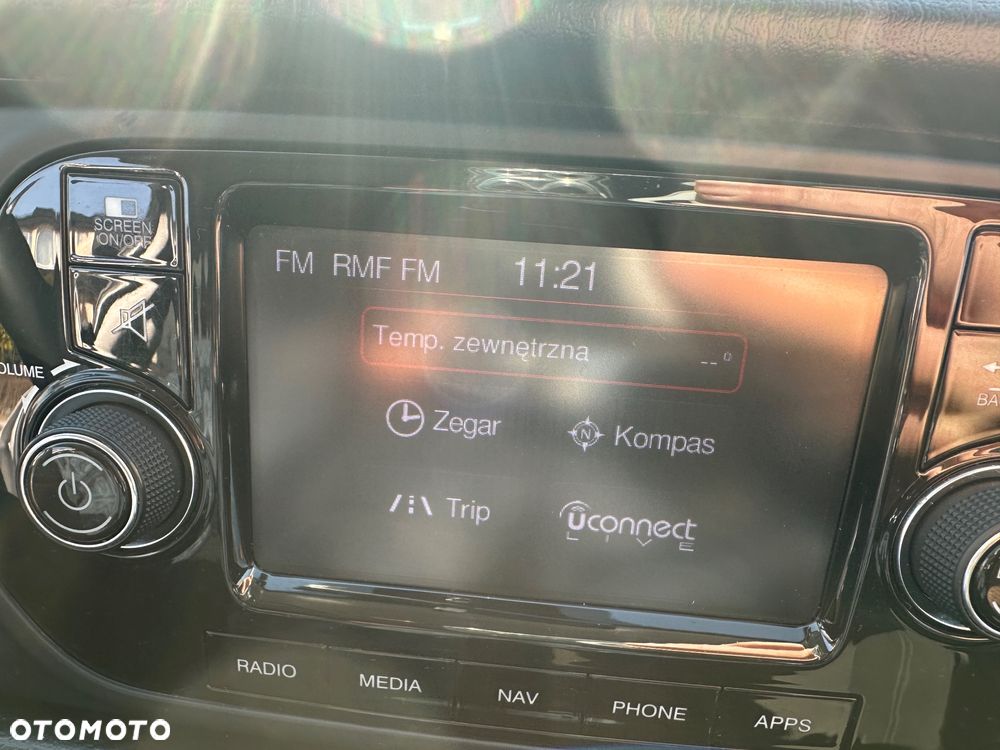 SCREEN
ON/OFF
FM RMF FM 11:21
Temp. zewnętrzna --°
Zegar
N
Kompas
Trip
Uconnect
LIVE
RADIO
MEDIA
NAV
PHONE
APPS
OTOMOTO